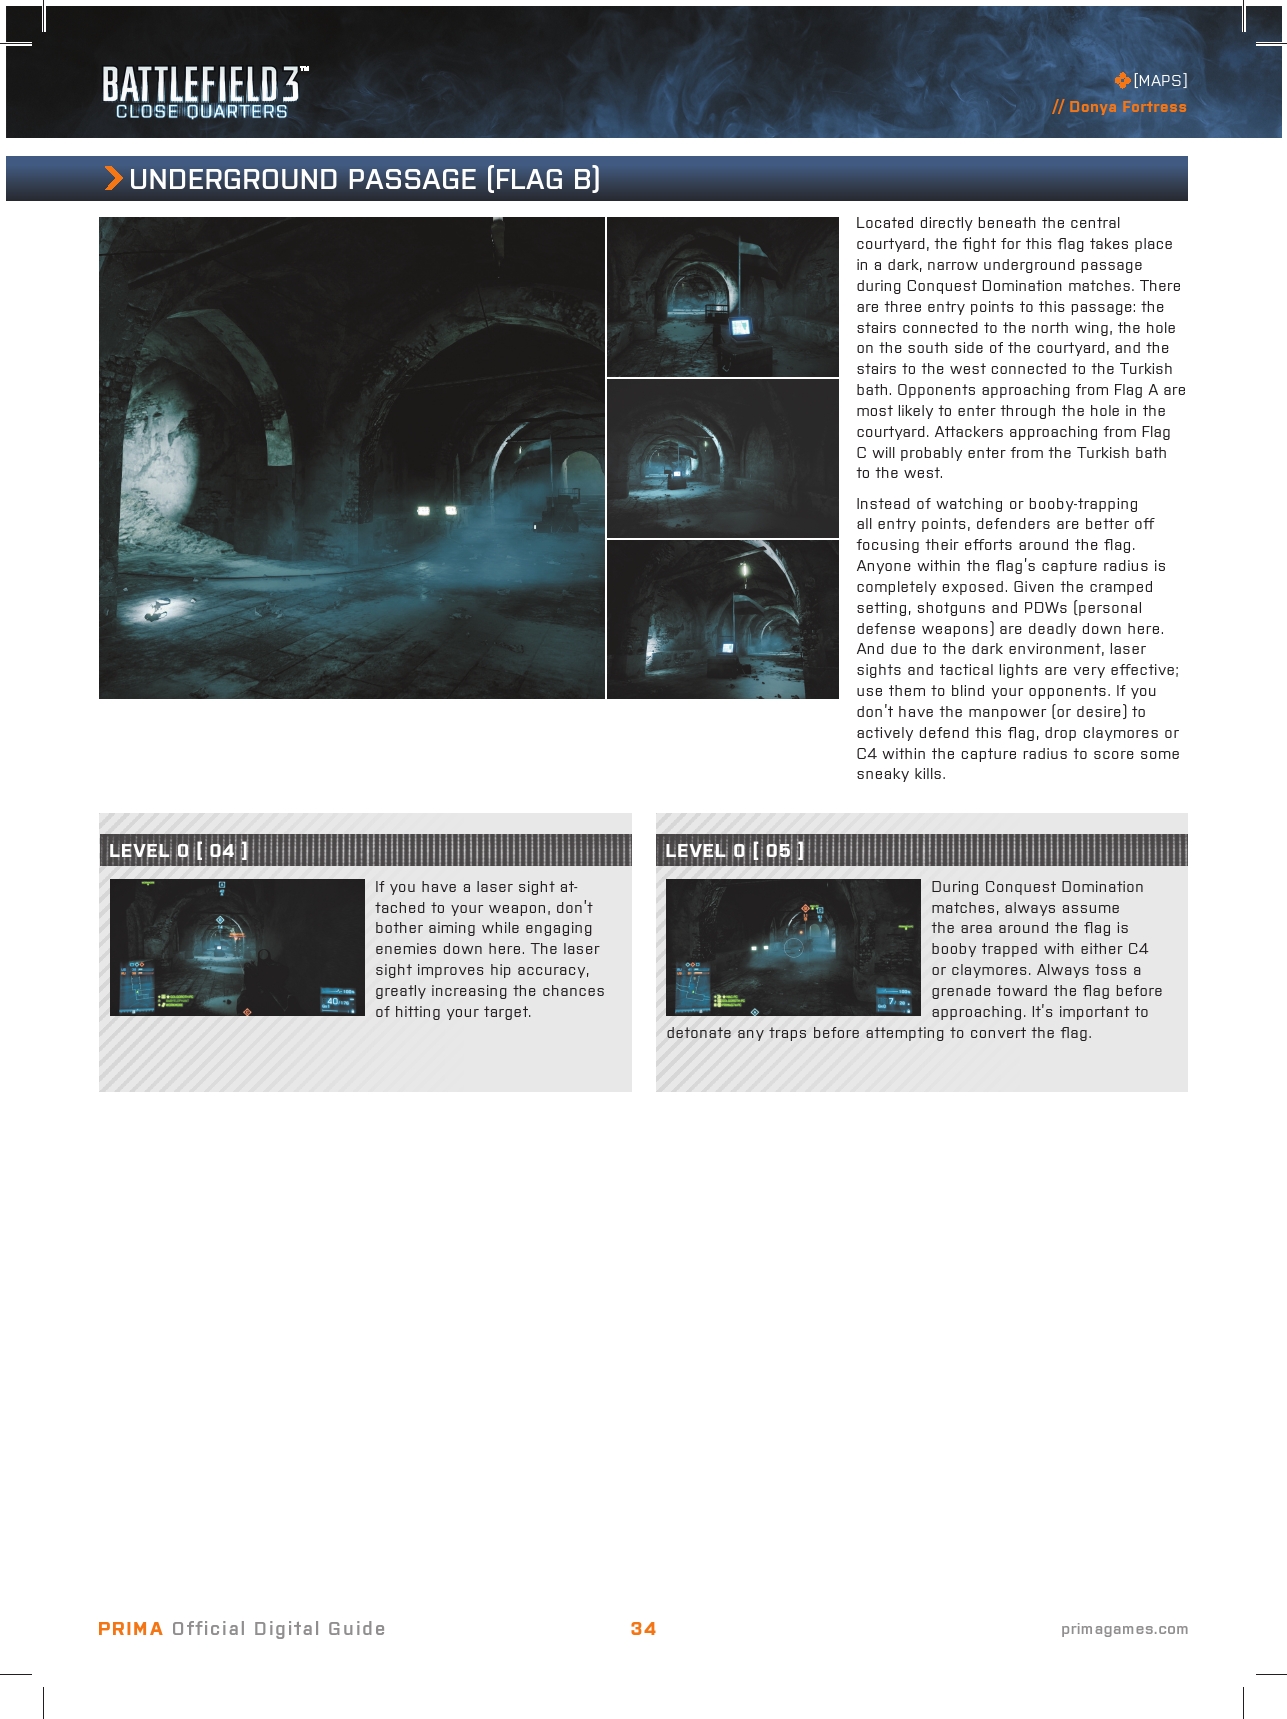 BATTLEFIELD 3™
CLOSE QUARTERS
[MAPS]
// Donya Fortress
UNDERGROUND PASSAGE (FLAG B)
Located directly beneath the central
courtyard, the fight for this flag takes place
in a dark, narrow underground passage
during Conquest Domination matches. There
are three entry points to this passage: the
stairs connected to the north wing, the hole
on the south side of the courtyard, and the
stairs to the west connected to the Turkish
bath. Opponents approaching from Flag A are
most likely to enter through the hole in the
courtyard. Attackers approaching from Flag
C will probably enter from the Turkish bath
to the west.
Instead of watching or booby-trapping
all entry points, defenders are better off
focusing their efforts around the flag.
Anyone within the flag's capture radius is
completely exposed. Given the cramped
setting, shotguns and PDWs (personal
defense weapons) are deadly down here.
And due to the dark environment, laser
sights and tactical lights are very effective;
use them to blind your opponents. If you
don't have the manpower (or desire) to
actively defend this flag, drop claymores or
C4 within the capture radius to score some
sneaky kills.
LEVEL 0 [ 04 ]
If you have a laser sight at-
tached to your weapon, don't
bother aiming while engaging
enemies down here. The laser
sight improves hip accuracy,
greatly increasing the chances
of hitting your target.
LEVEL 0 [ 05 ]
During Conquest Domination
matches, always assume
the area around the flag is
booby trapped with either C4
or claymores. Always toss a
grenade toward the flag before
approaching. It's important to
detonate any traps before attempting to convert the flag.
PRIMA Official Digital Guide
34
primagames.com